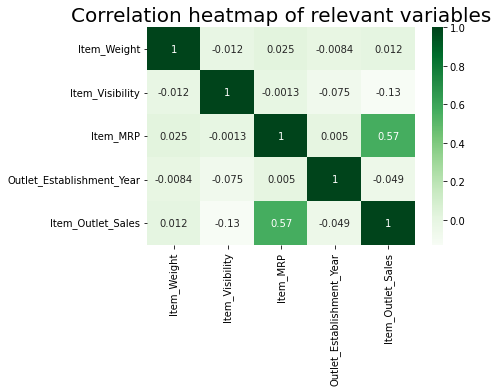 Correlation heatmap of relevant variables
Item_Weight 1 -0.012 0.025 -0.0084 0.012
Item_Visibility -0.012 1 -0.0013 -0.075 -0.13
Item_MRP 0.025 -0.0013 1 0.005 0.57
Outlet_Establishment_Year -0.0084 -0.075 0.005 1 -0.049
Item_Outlet_Sales 0.012 -0.13 0.57 -0.049 1
Item_Weight
Item_Visibility
Item_MRP
Outlet_Establishment_Year
Item_Outlet_Sales
1.0
0.8
0.6
0.4
0.2
0.0